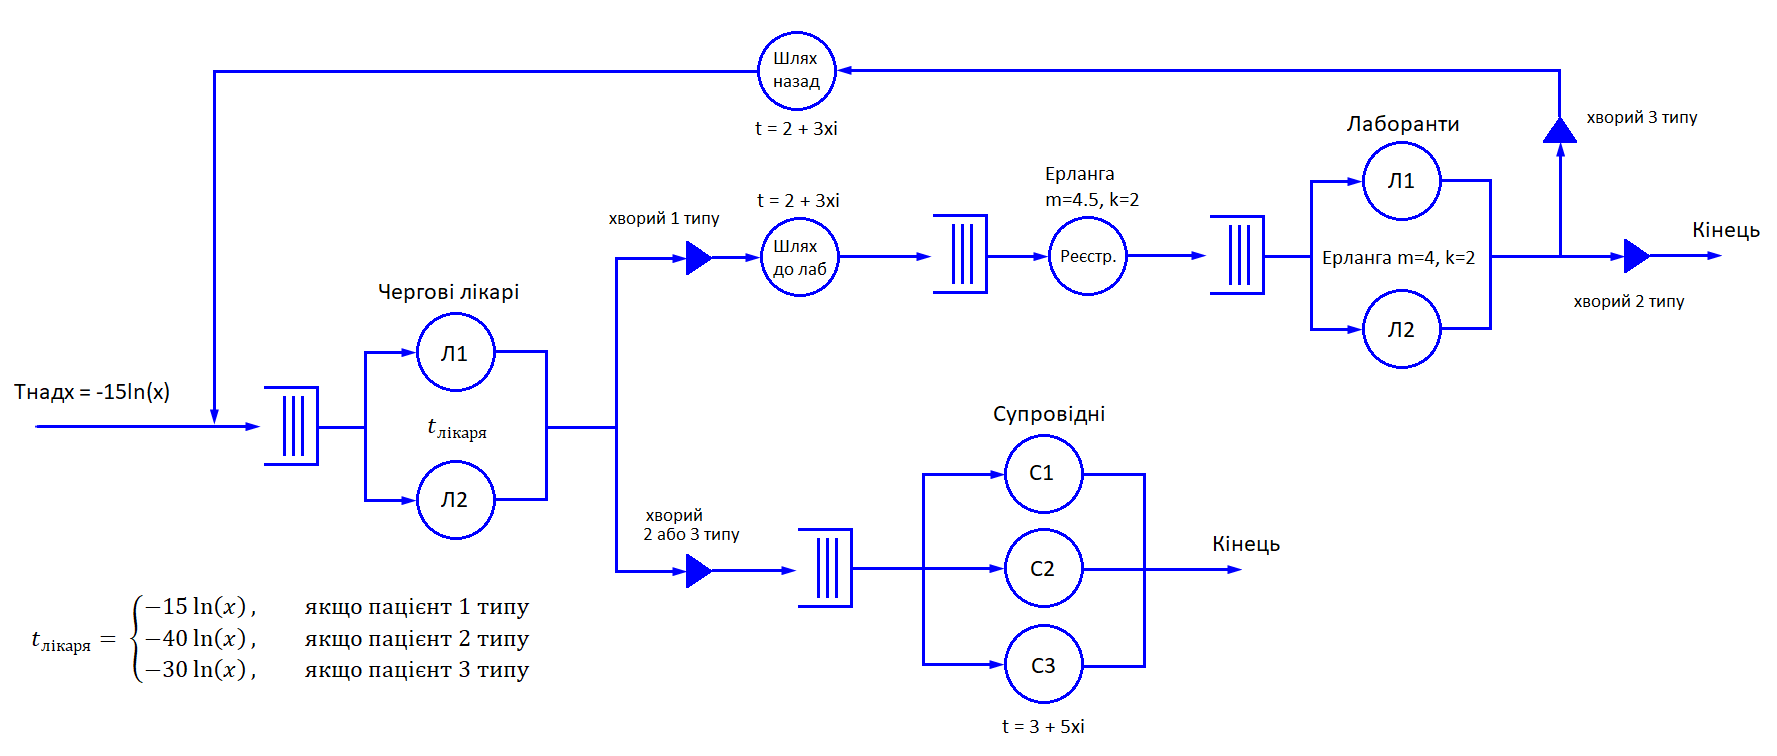 Шлях
назад
t = 2 + 3xi
хворий 3 типу
Лаборанти
Л1
Ерланга
m=4.5, k=2
t = 2 + 3xi
хворий 1 типу
Шлях
до лаб
Реєстр.
Ерланга m=4, k=2
Кінець
хворий 2 типу
Л2
Чергові лікарі
Л1
Тнадх = -15ln(x)
t лікаря
Л2
Супровідні
С1
хворий
2 або 3 типу
С2
Кінець
С3
t = 3 + 5xi
t лікаря = { −15 ln(x), якщо пацієнт 1 типу
−40 ln(x), якщо пацієнт 2 типу
−30 ln(x), якщо пацієнт 3 типу